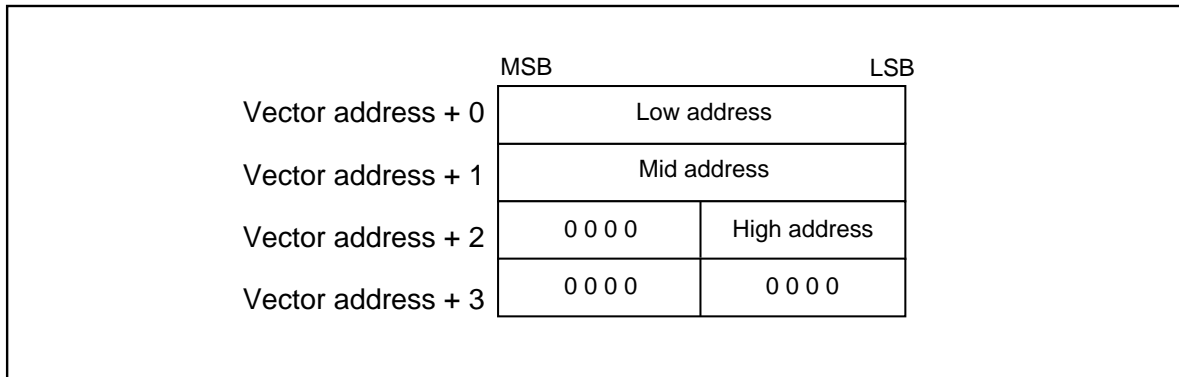 MSB LSB
Vector address + 0 Low address
Vector address + 1 Mid address
Vector address + 2 0 0 0 0 High address
Vector address + 3 0 0 0 0 0 0 0 0